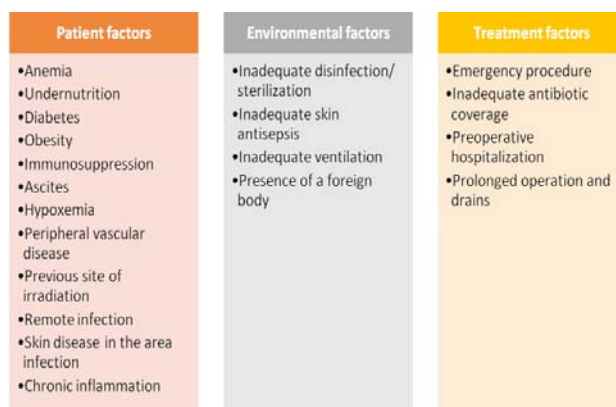 Patient factors
•Anemia
•Undernutrition
•Diabetes
•Obesity
•Immunosuppression
•Ascites
•Hypoxemia
•Peripheral vascular
disease
•Previous site of
irradiation
•Remote infection
•Skin disease in the area
infection
•Chronic inflammation
Environmental factors
•Inadequate disinfection/
sterilization
•Inadequate skin
antisepsis
•Inadequate ventilation
•Presence of a foreign
body
Treatment factors
•Emergency procedure
•Inadequate antibiotic
coverage
•Preoperative
hospitalization
•Prolonged operation and
drains